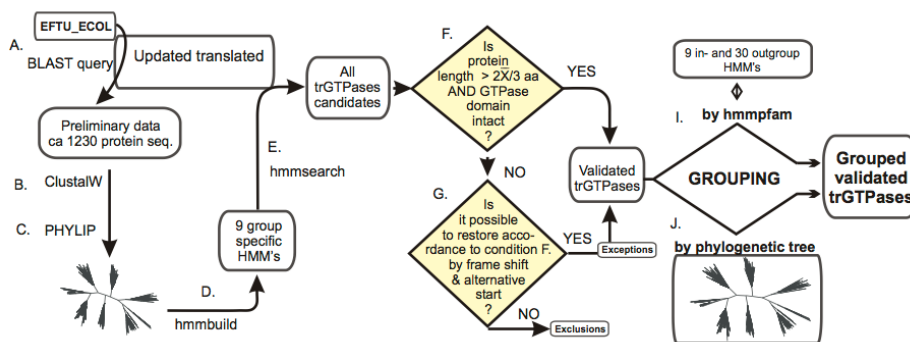 EFTU_ECOL
A.
BLAST query
Updated translated
Preliminary data
ca 1230 protein seq.
B.
ClustalW
C.
PHYLIP
D.
hmmbuild
9 group
specific
HMM's
E.
hmmsearch
All
trGTPases
candidates
F.
Is
protein
length > 2X̅/3 aa
AND GTPase
domain
intact
?
YES
NO
G.
Is
it possible
to restore acco-
rdance to condition F.
by frame shift
& alternative
start
?
YES
Exceptions
NO
Exclusions
Validated
trGTPases
9 in- and 30 outgroup
HMM's
I.
by hmmpfam
GROUPING
J.
by phylogenetic tree
Grouped
validated
trGTPases